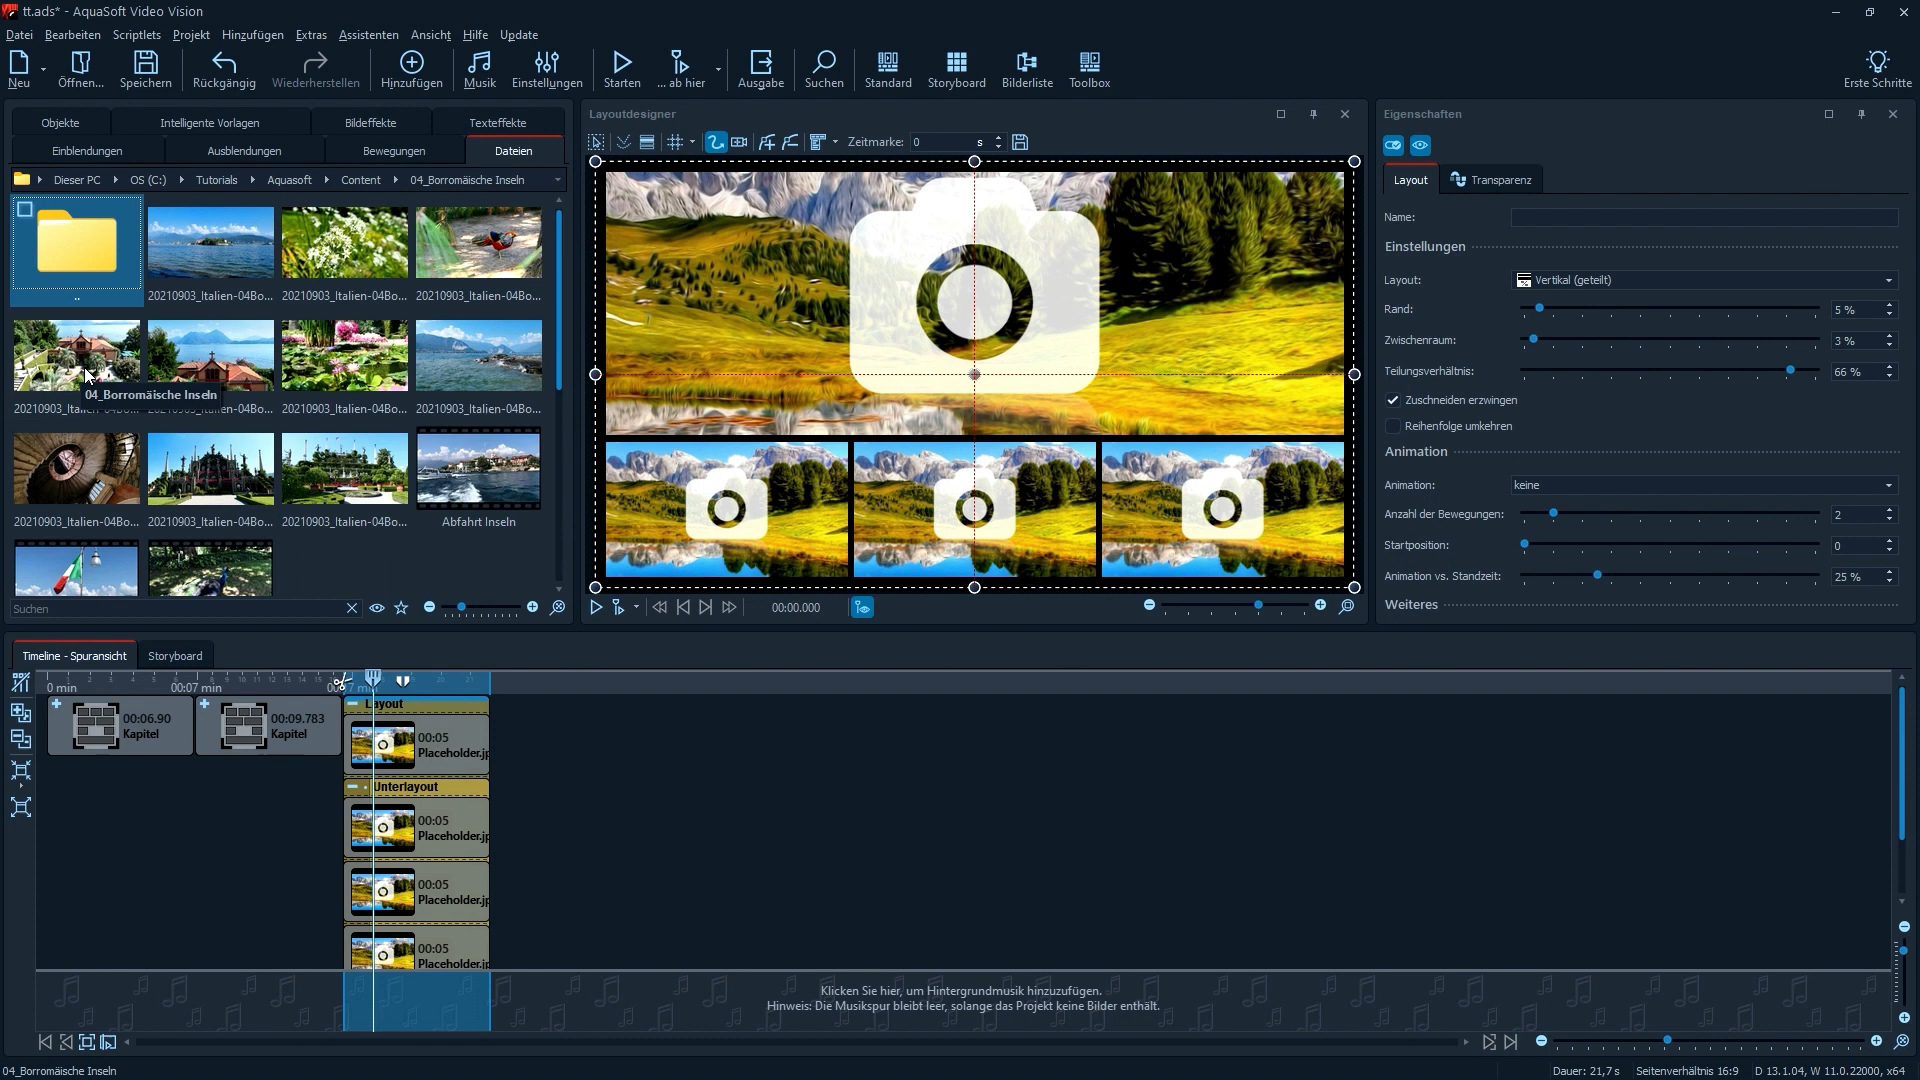 tt.ads* - AquaSoft Video Vision
Datei Bearbeiten Scriptlets Projekt Hinzufügen Extras Assistenten Ansicht Hilfe Update
Neu Öffnen... Speichern Rückgängig Wiederherstellen Hinzufügen Musik Einstellungen Starten ... ab hier Ausgabe Suchen Standard Storyboard Bilderliste Toolbox Erste Schritte
Objekte Intelligente Vorlagen Bildeffekte Texteffekte
Einblendungen Ausblendungen Bewegungen Dateien
Dieser PC OS (C:) Tutorials Aquasoft Content 04_Borromäische Inseln
..
20210903_Italien-04Bo...
20210903_Italien-04Bo...
20210903_Italien-04Bo...
04_Borromäische Inseln
20210903_Italien-04Bo...
20210903_Italien-04Bo...
20210903_Italien-04Bo...
20210903_Italien-04Bo...
20210903_Italien-04Bo...
20210903_Italien-04Bo...
Abfahrt Inseln
Suchen
Layoutdesigner
Zeitmarke: 0 s
00:00.000
Eigenschaften
Layout Transparenz
Name:
Einstellungen
Layout: Vertikal (geteilt)
Rand: 5 %
Zwischenraum: 3 %
Teilungsverhältnis: 66 %
Zuschneiden erzwingen
Reihenfolge umkehren
Animation
Animation: keine
Anzahl der Bewegungen: 2
Startposition: 0
Animation vs. Standzeit: 25 %
Weiteres
Timeline - Spuransicht Storyboard
0 min 00:07 min
00:06.90
Kapitel
00:09.783
Kapitel
Layout
00:05
Placeholder.jp
Unterlayout
00:05
Placeholder.jp
00:05
Placeholder.jp
00:05
Placeholder.jp
Klicken Sie hier, um Hintergrundmusik hinzuzufügen.
Hinweis: Die Musikspur bleibt leer, solange das Projekt keine Bilder enthält.
04_Borromäische Inseln
Dauer: 21,7 s Seitenverhältnis 16:9 D 13.1.04, W 11.0.22000, x64